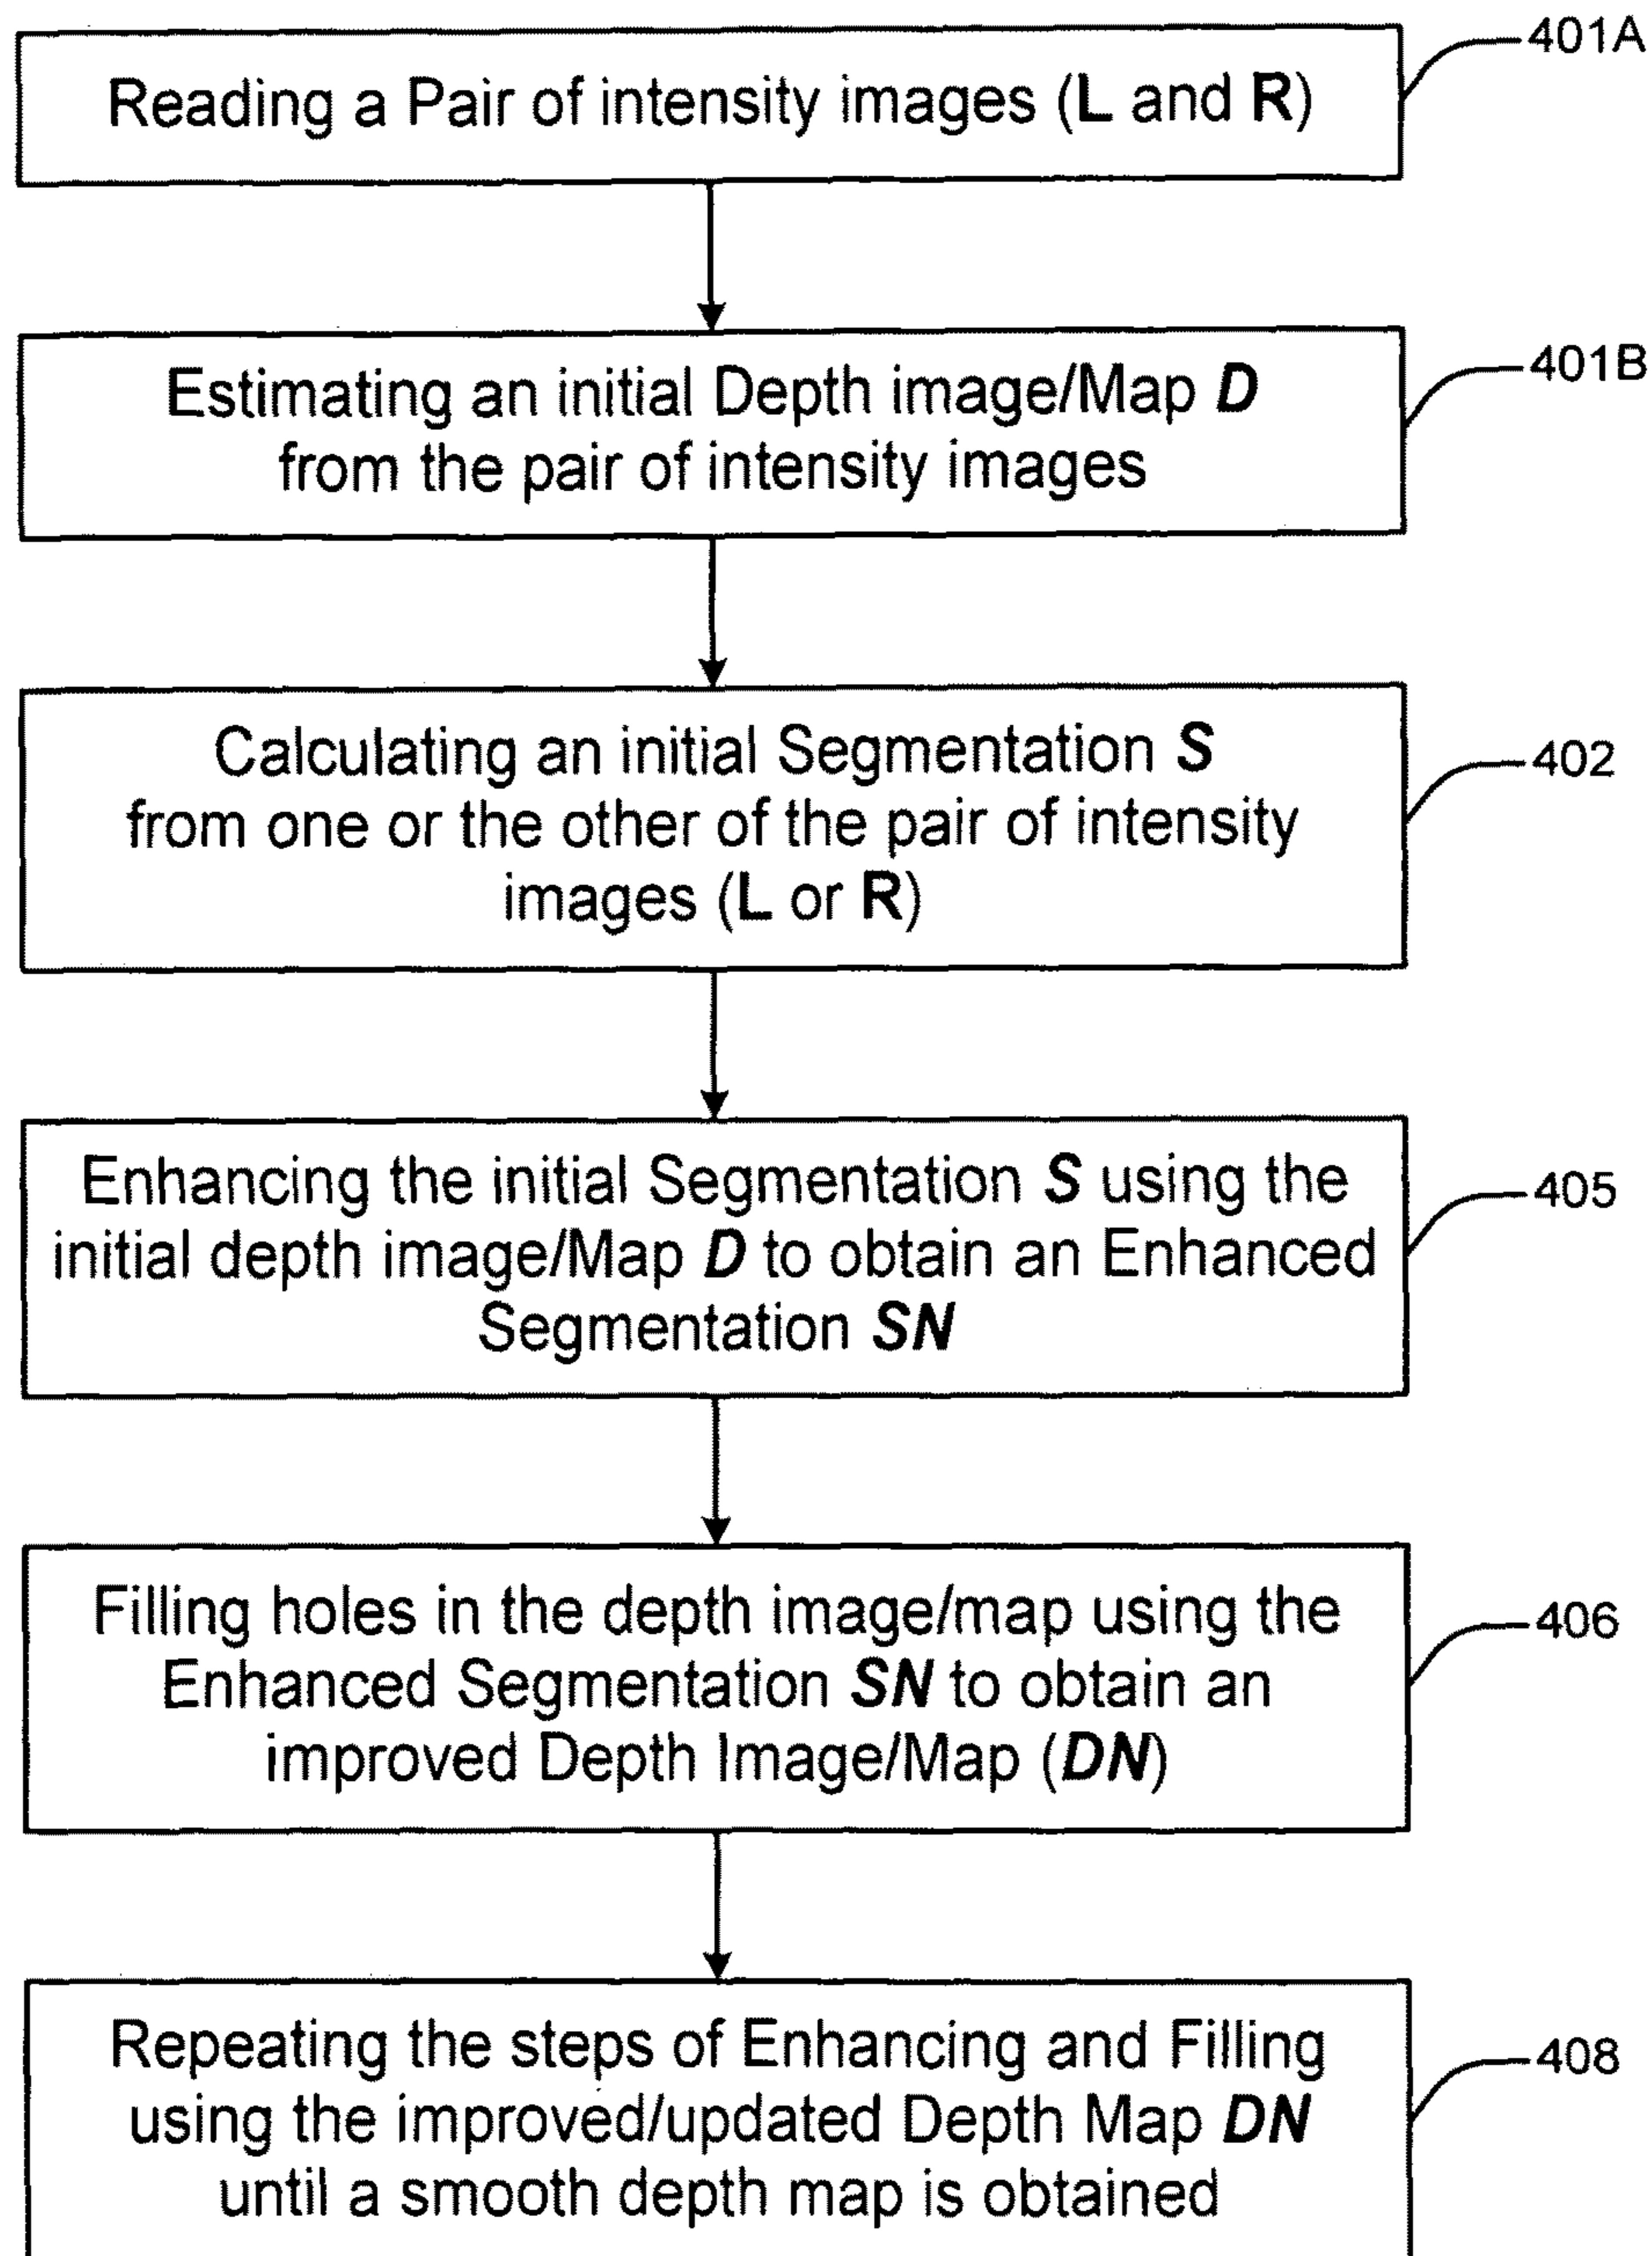 401A
Reading a Pair of intensity images (L and R)
401B
Estimating an initial Depth image/Map D
from the pair of intensity images
402
Calculating an initial Segmentation S
from one or the other of the pair of intensity
images (L or R)
405
Enhancing the initial Segmentation S using the
initial depth image/Map D to obtain an Enhanced
Segmentation SN
406
Filling holes in the depth image/map using the
Enhanced Segmentation SN to obtain an
improved Depth Image/Map (DN)
408
Repeating the steps of Enhancing and Filling
using the improved/updated Depth Map DN
until a smooth depth map is obtained